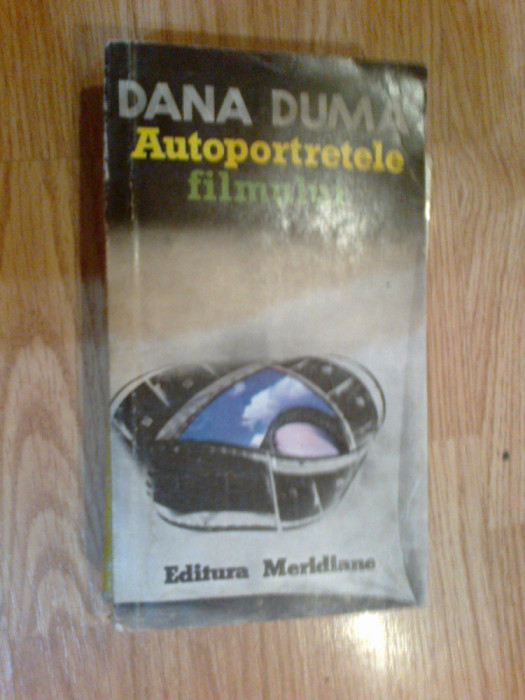 DANA DUMA
Autoportretele
filmului
Editura Meridiane